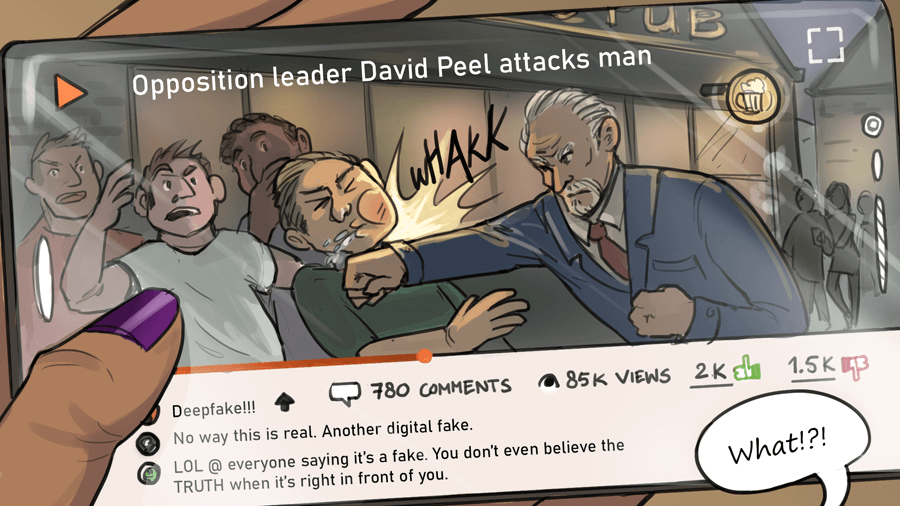 PUB
Opposition leader David Peel attacks man
WHAKK
780 COMMENTS
85K VIEWS
2K
1.5K
Deepfake!!!
No way this is real. Another digital fake.
LOL @ everyone saying it's a fake. You don't even believe the
TRUTH when it's right in front of you.
What!?!